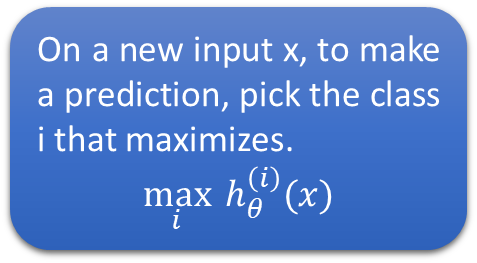 On a new input x, to make
a prediction, pick the class
i that maximizes.
max h_θ^(i)(x)
i